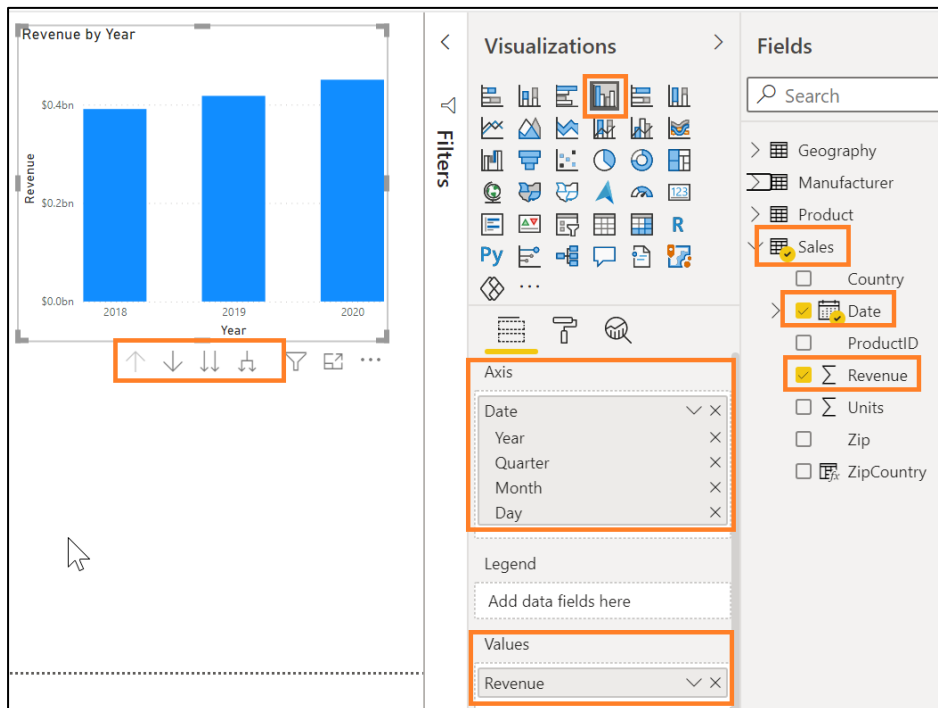 Revenue by Year
$0.4bn
$0.2bn
$0.0bn
Revenue
2018
2019
2020
Year
Filters
Visualizations
123
R
Py
Axis
Date
Year
Quarter
Month
Day
Legend
Add data fields here
Values
Revenue
Fields
Search
Geography
Manufacturer
Product
Sales
Country
Date
ProductID
Σ Revenue
Σ Units
Zip
fx ZipCountry